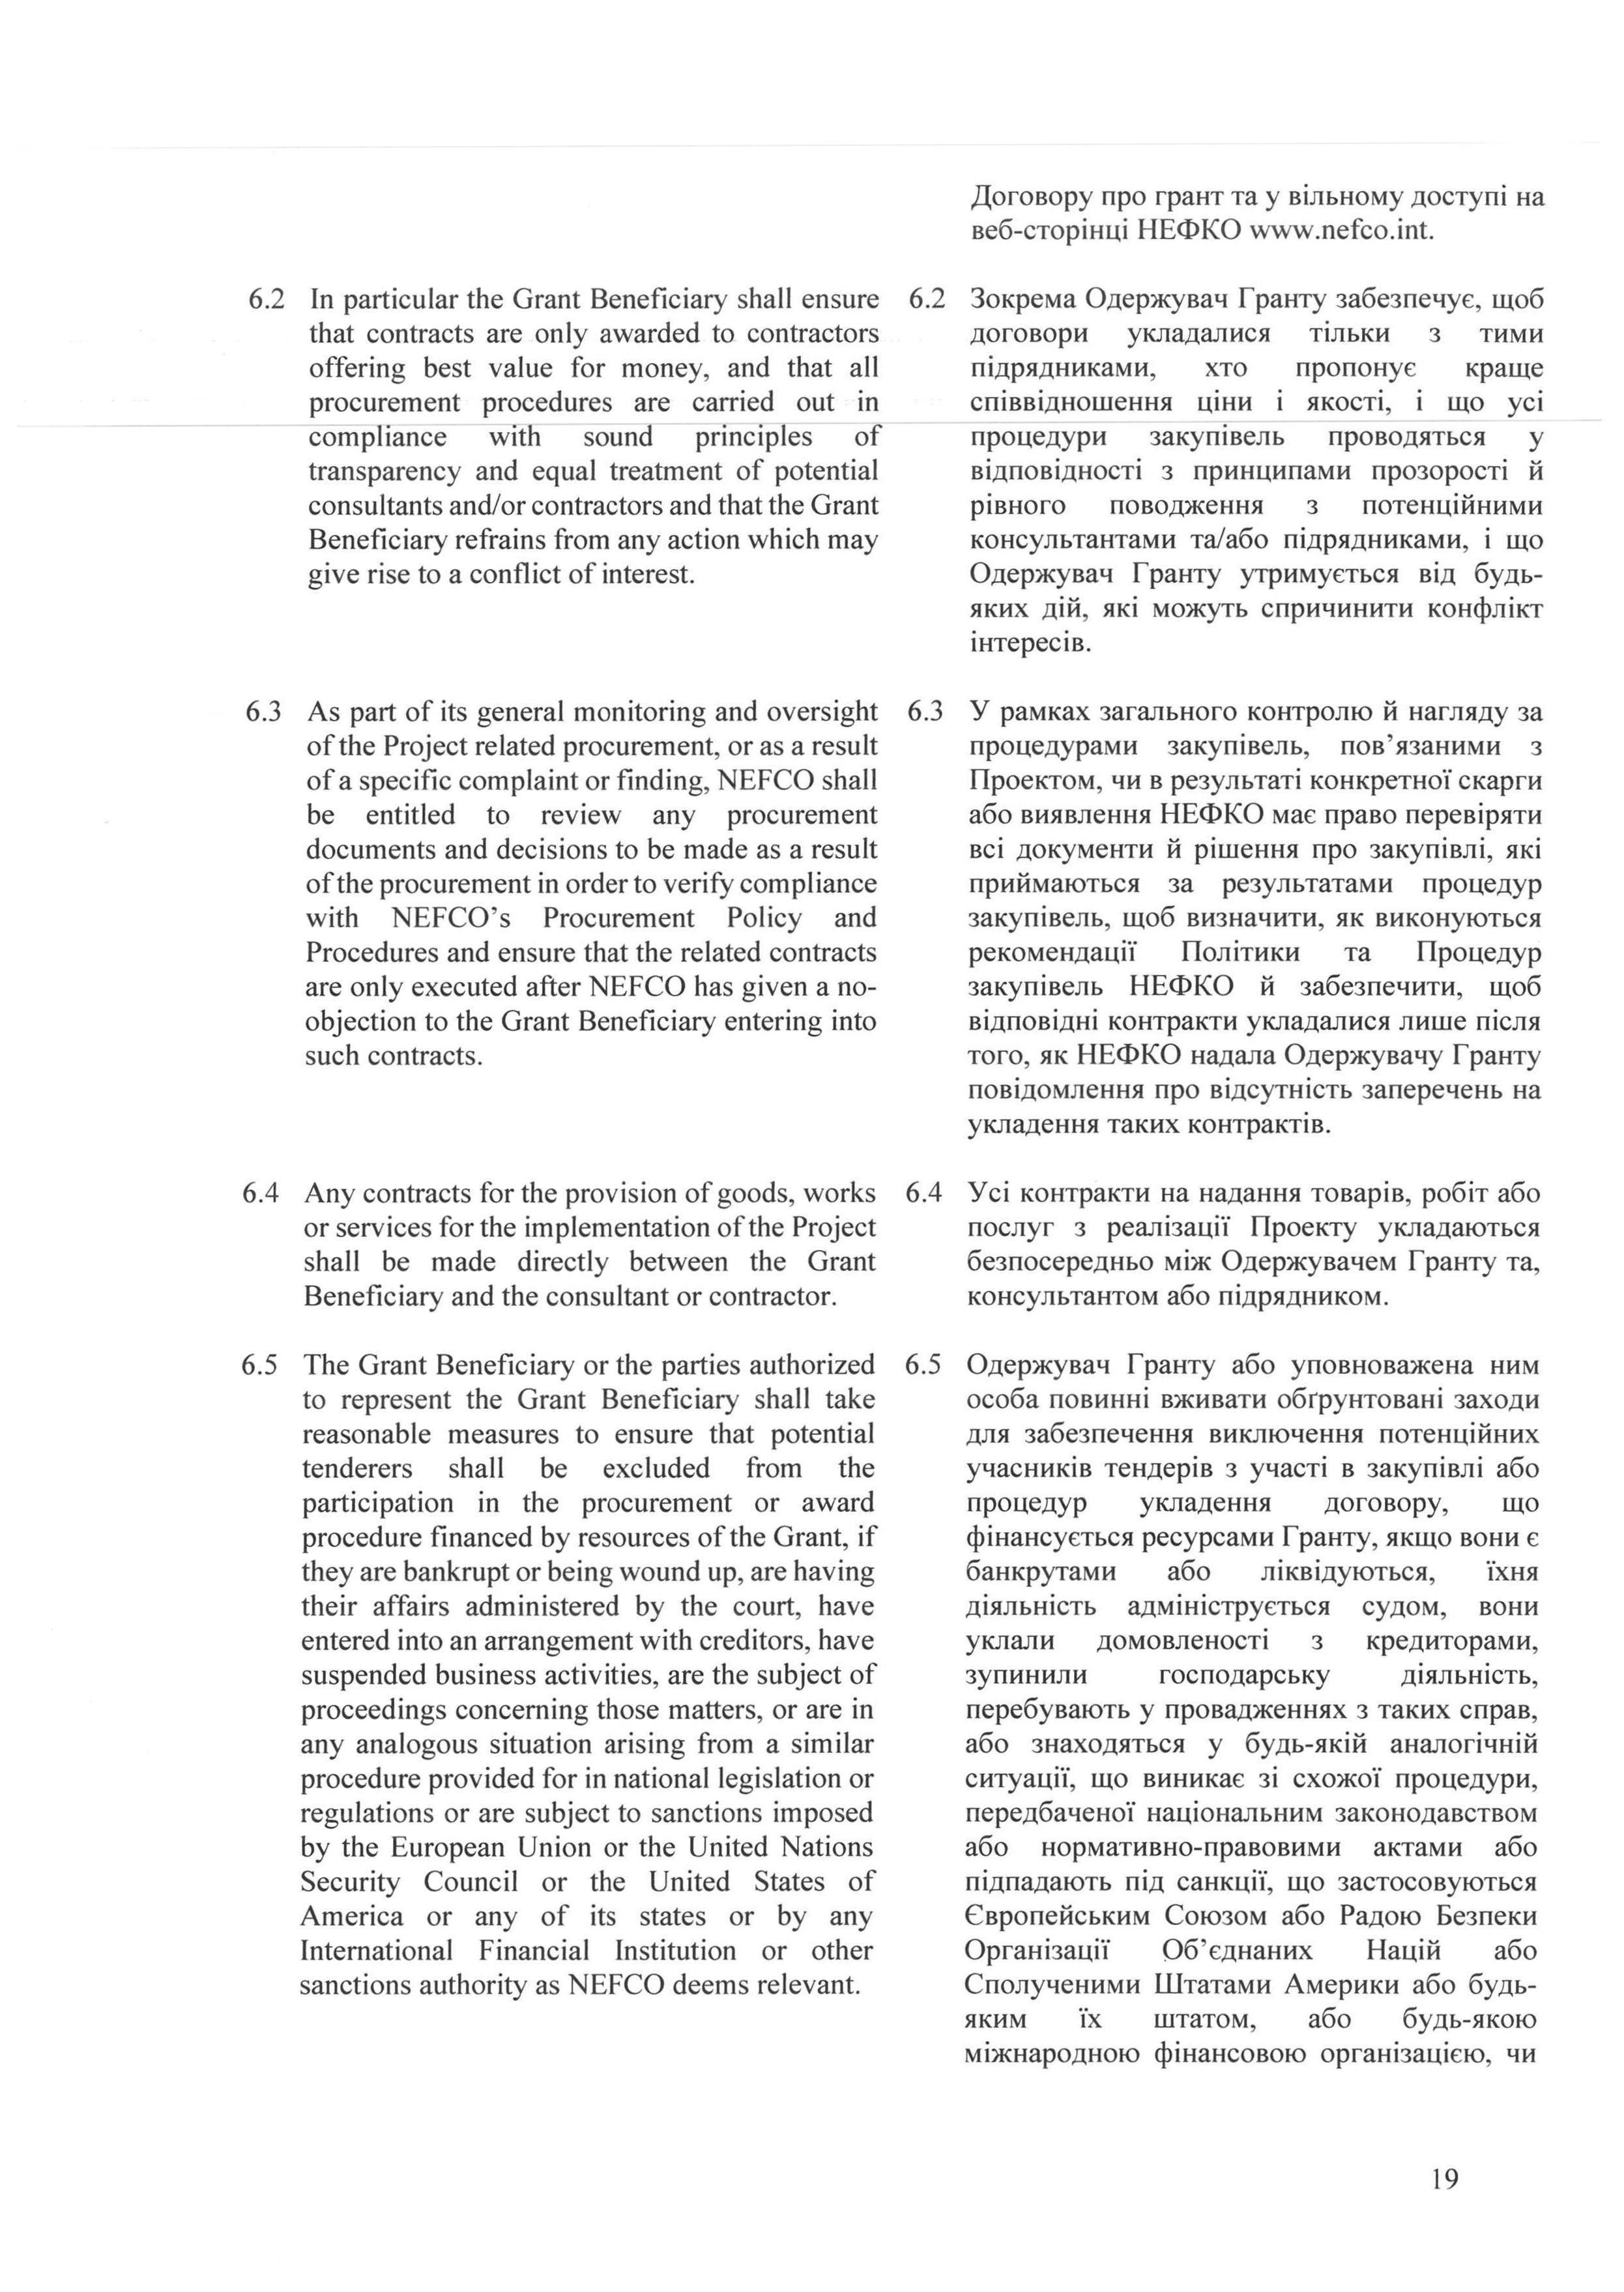 Договору про грант та у вільному доступі на
веб-сторінці НЕФКО www.nefco.int.
6.2 In particular the Grant Beneficiary shall ensure
that contracts are only awarded to contractors
offering best value for money, and that all
procurement procedures are carried out in
compliance with sound principles of
transparency and equal treatment of potential
consultants and/or contractors and that the Grant
Beneficiary refrains from any action which may
give rise to a conflict of interest.
6.2 Зокрема Одержувач Гранту забезпечує, щоб
договори укладалися тільки з тими
підрядниками, хто пропонує краще
співвідношення ціни і якості, і що усі
процедури закупівель проводяться у
відповідності з принципами прозорості й
рівного поводження з потенційними
консультантами та/або підрядниками, і що
Одержувач Гранту утримується від будь-
яких дій, які можуть спричинити конфлікт
інтересів.
6.3 As part of its general monitoring and oversight
of the Project related procurement, or as a result
of a specific complaint or finding, NEFCO shall
be entitled to review any procurement
documents and decisions to be made as a result
of the procurement in order to verify compliance
with NEFCO’s Procurement Policy and
Procedures and ensure that the related contracts
are only executed after NEFCO has given a no-
objection to the Grant Beneficiary entering into
such contracts.
6.3 У рамках загального контролю й нагляду за
процедурами закупівель, пов’язаними з
Проектом, чи в результаті конкретної скарги
або виявлення НЕФКО має право перевіряти
всі документи й рішення про закупівлі, які
приймаються за результатами процедур
закупівель, щоб визначити, як виконуються
рекомендації Політики та Процедур
закупівель НЕФКО й забезпечити, щоб
відповідні контракти укладалися лише після
того, як НЕФКО надала Одержувачу Гранту
повідомлення про відсутність заперечень на
укладення таких контрактів.
6.4 Any contracts for the provision of goods, works
or services for the implementation of the Project
shall be made directly between the Grant
Beneficiary and the consultant or contractor.
6.4 Усі контракти на надання товарів, робіт або
послуг з реалізації Проекту укладаються
безпосередньо між Одержувачем Гранту та,
консультантом або підрядником.
6.5 The Grant Beneficiary or the parties authorized
to represent the Grant Beneficiary shall take
reasonable measures to ensure that potential
tenderers shall be excluded from the
participation in the procurement or award
procedure financed by resources of the Grant, if
they are bankrupt or being wound up, are having
their affairs administered by the court, have
entered into an arrangement with creditors, have
suspended business activities, are the subject of
proceedings concerning those matters, or are in
any analogous situation arising from a similar
procedure provided for in national legislation or
regulations or are subject to sanctions imposed
by the European Union or the United Nations
Security Council or the United States of
America or any of its states or by any
International Financial Institution or other
sanctions authority as NEFCO deems relevant.
6.5 Одержувач Гранту або уповноважена ним
особа повинні вживати обґрунтовані заходи
для забезпечення виключення потенційних
учасників тендерів з участі в закупівлі або
процедур укладення договору, що
фінансується ресурсами Гранту, якщо вони є
банкрутами або ліквідуються, їхня
діяльність адмініструється судом, вони
уклали домовленості з кредиторами,
зупинили господарську діяльність,
перебувають у провадженнях з таких справ,
або знаходяться у будь-якій аналогічній
ситуації, що виникає зі схожої процедури,
передбаченої національним законодавством
або нормативно-правовими актами або
підпадають під санкції, що застосовуються
Європейським Союзом або Радою Безпеки
Організації Об’єднаних Націй або
Сполученими Штатами Америки або будь-
яким їх штатом, або будь-якою
міжнародною фінансовою організацією, чи
19